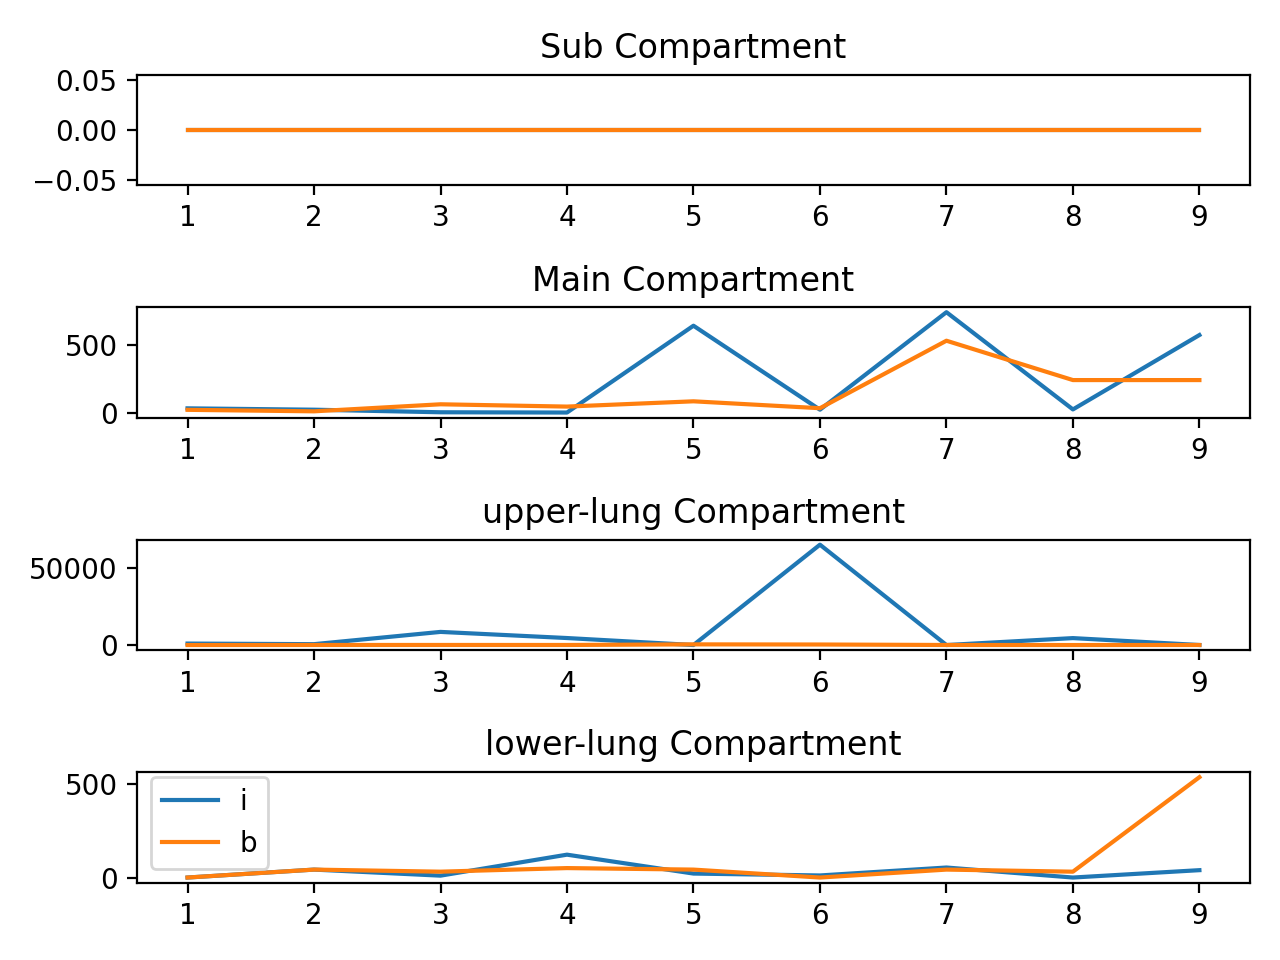 Sub Compartment
0.05
0.00
−0.05
1 2 3 4 5 6 7 8 9
Main Compartment
500
0
1 2 3 4 5 6 7 8 9
upper-lung Compartment
50000
0
1 2 3 4 5 6 7 8 9
lower-lung Compartment
500
i
b
0
1 2 3 4 5 6 7 8 9